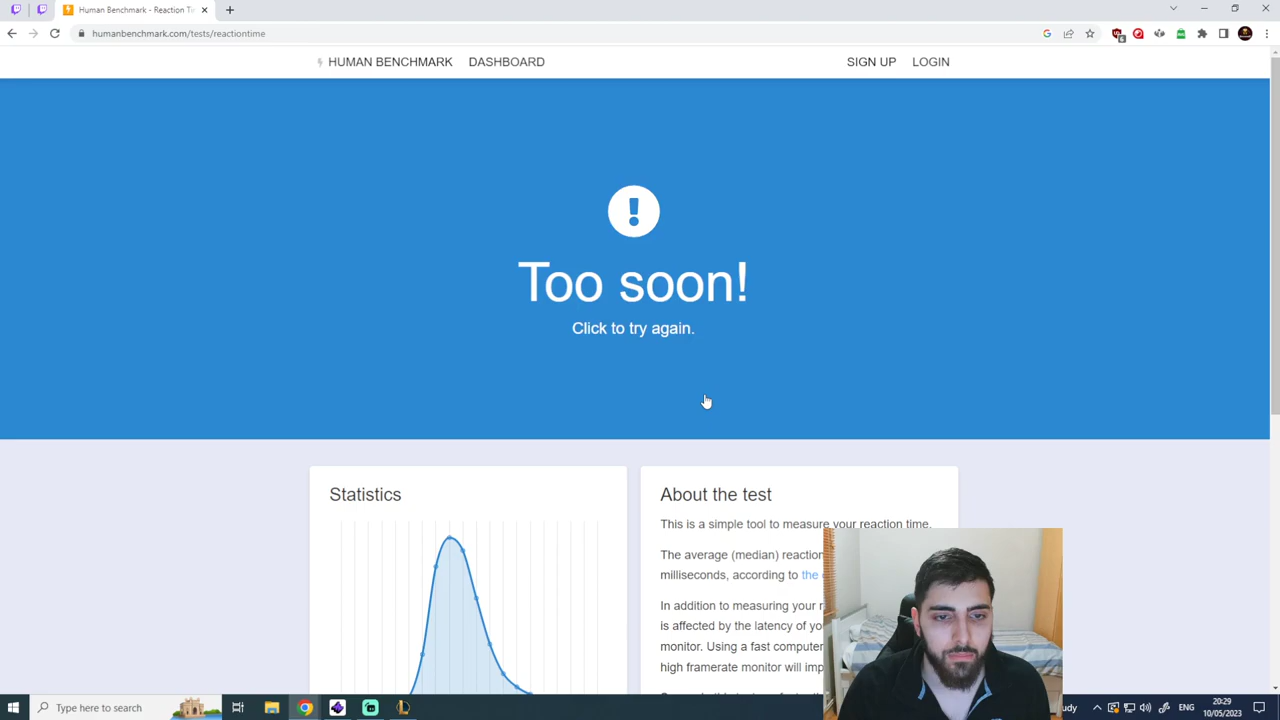 Human Benchmark - Reaction Ti
humanbenchmark.com/tests/reactiontime
HUMAN BENCHMARK DASHBOARD SIGN UP LOGIN
Too soon!
Click to try again.
Statistics
About the test
This is a simple tool to measure your reaction time.
The average (median) reaction
milliseconds, according to the
In addition to measuring your
is affected by the latency of
monitor. Using a fast computer
high framerate monitor will
Type here to search
20:29
10/05/2023